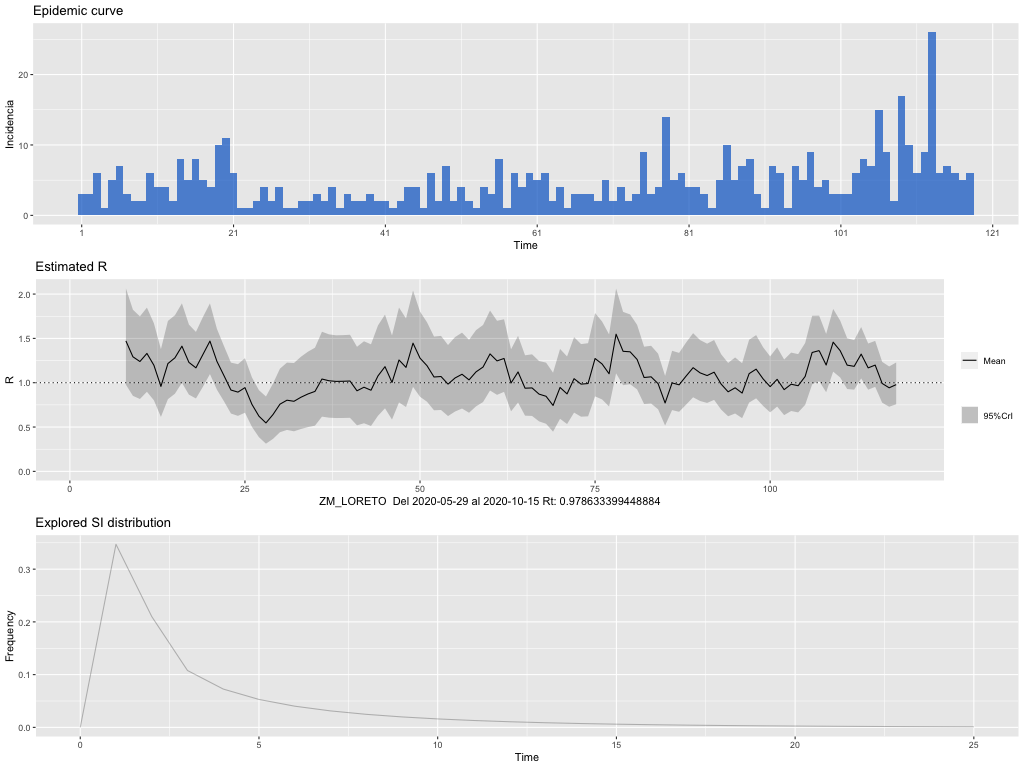 Epidemic curve
Incidencia
20
10
0
1 21 41 61 81 101 121
Time
Estimated R
R
2.0
1.5
1.0
0.5
0.0
0 25 50 75 100
ZM_LORETO Del 2020-05-29 al 2020-10-15 Rt: 0.978633399448884
Mean
95%CrI
Explored SI distribution
Frequency
0.3
0.2
0.1
0.0
0 5 10 15 20 25
Time